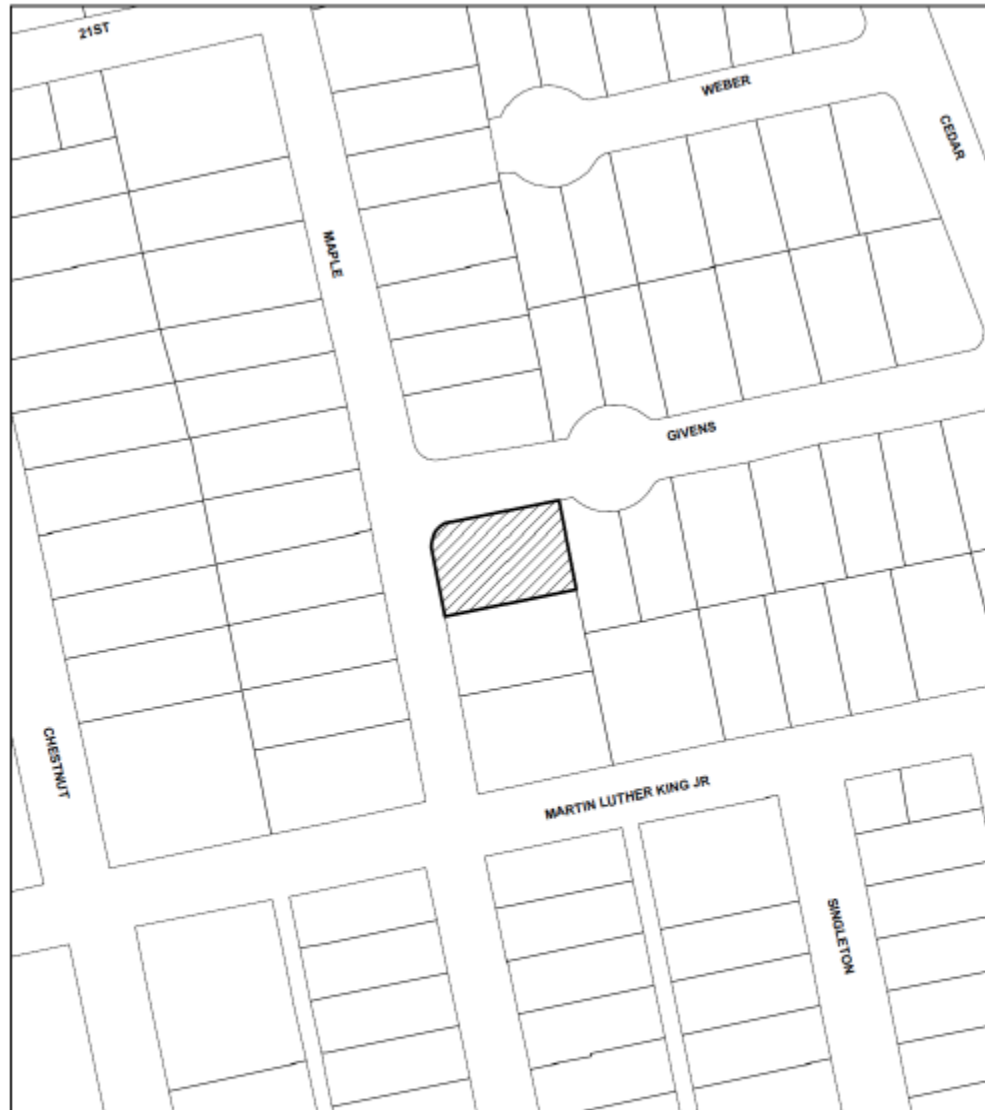 21ST
WEBER
CEDAR
MAPLE
GIVENS
CHESTNUT
MARTIN LUTHER KING JR
SINGLETON